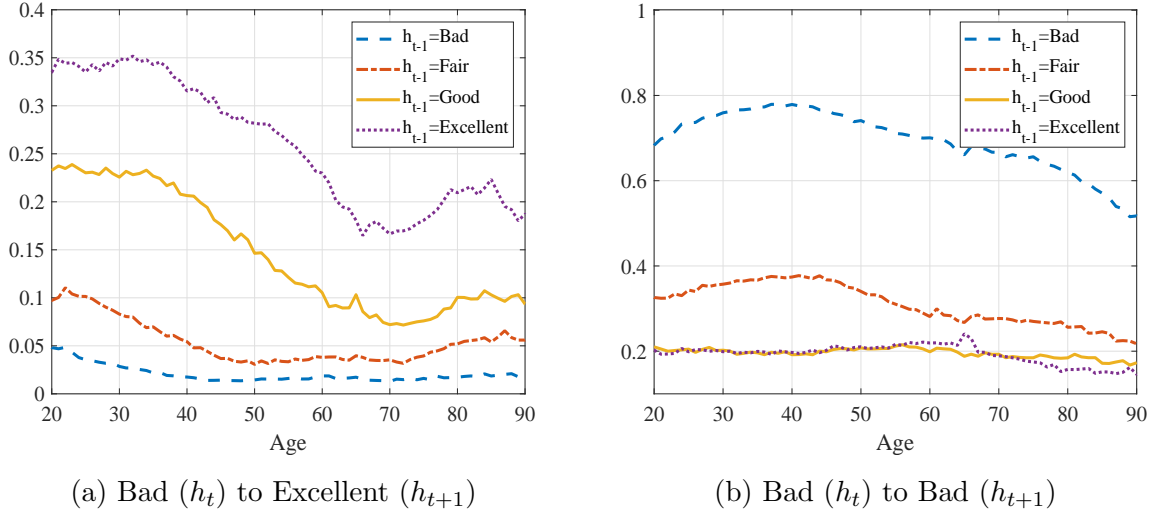 0.4
0.35
0.3
0.25
0.2
0.15
0.1
0.05
0
20 30 40 50 60 70 80 90
Age
h_{t-1}=Bad
h_{t-1}=Fair
h_{t-1}=Good
h_{t-1}=Excellent
(a) Bad (h_t) to Excellent (h_{t+1})
1
0.8
0.6
0.4
0.2
20 30 40 50 60 70 80 90
Age
h_{t-1}=Bad
h_{t-1}=Fair
h_{t-1}=Good
h_{t-1}=Excellent
(b) Bad (h_t) to Bad (h_{t+1})